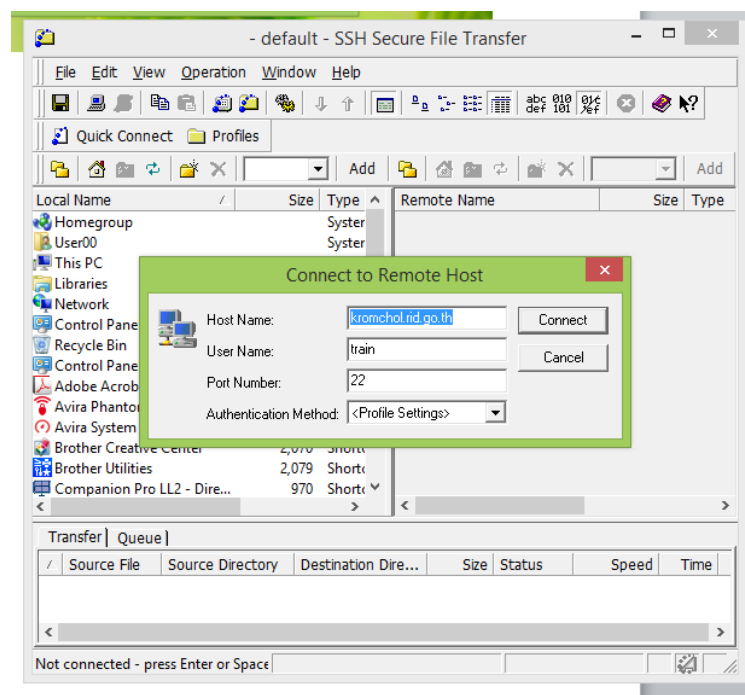 - default - SSH Secure File Transfer
File Edit View Operation Window Help
abc def 010 101
Quick Connect Profiles
Add Add
Local Name / Size Type Remote Name Size Type
Homegroup Syster
User00 Syster
This PC
Libraries
Network
Control Pane
Recycle Bin
Control Pane
Adobe Acrob
Avira Phantor
Avira System
Brother Creative Center 2,070 Shortc
Brother Utilities 2,079 Shortc
Companion Pro LL2 - Dire... 970 Shortc
Connect to Remote Host
Host Name: kromchol.rid.go.th Connect
User Name: train Cancel
Port Number: 22
Authentication Method: <Profile Settings>
Transfer Queue
/ Source File Source Directory Destination Dire... Size Status Speed Time
Not connected - press Enter or Space